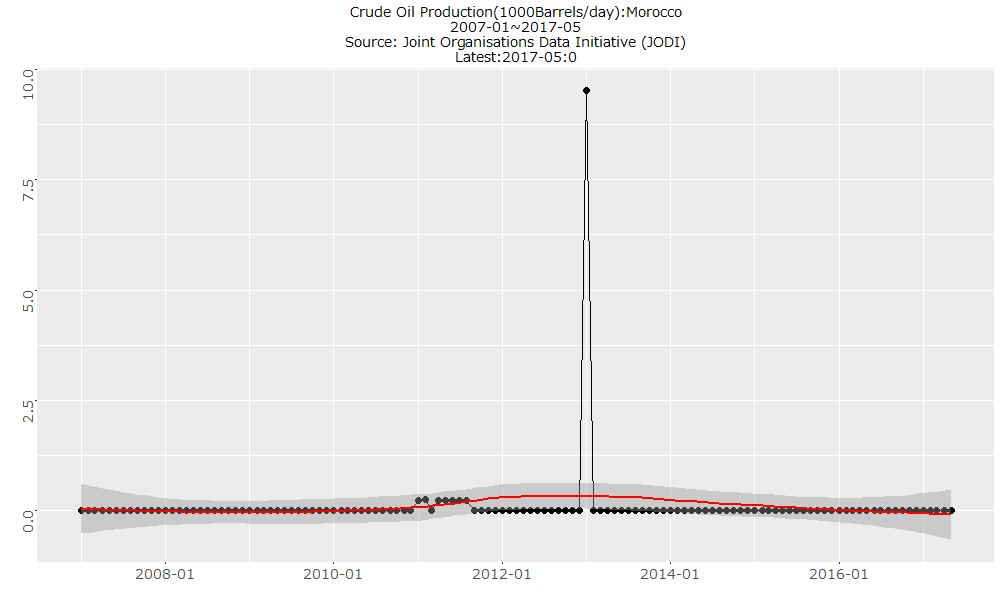 Crude Oil Production(1000Barrels/day):Morocco
2007-01~2017-05
Source: Joint Organisations Data Initiative (JODI)
Latest:2017-05:0
10.0
7.5
5.0
2.5
0.0
2008-01 2010-01 2012-01 2014-01 2016-01